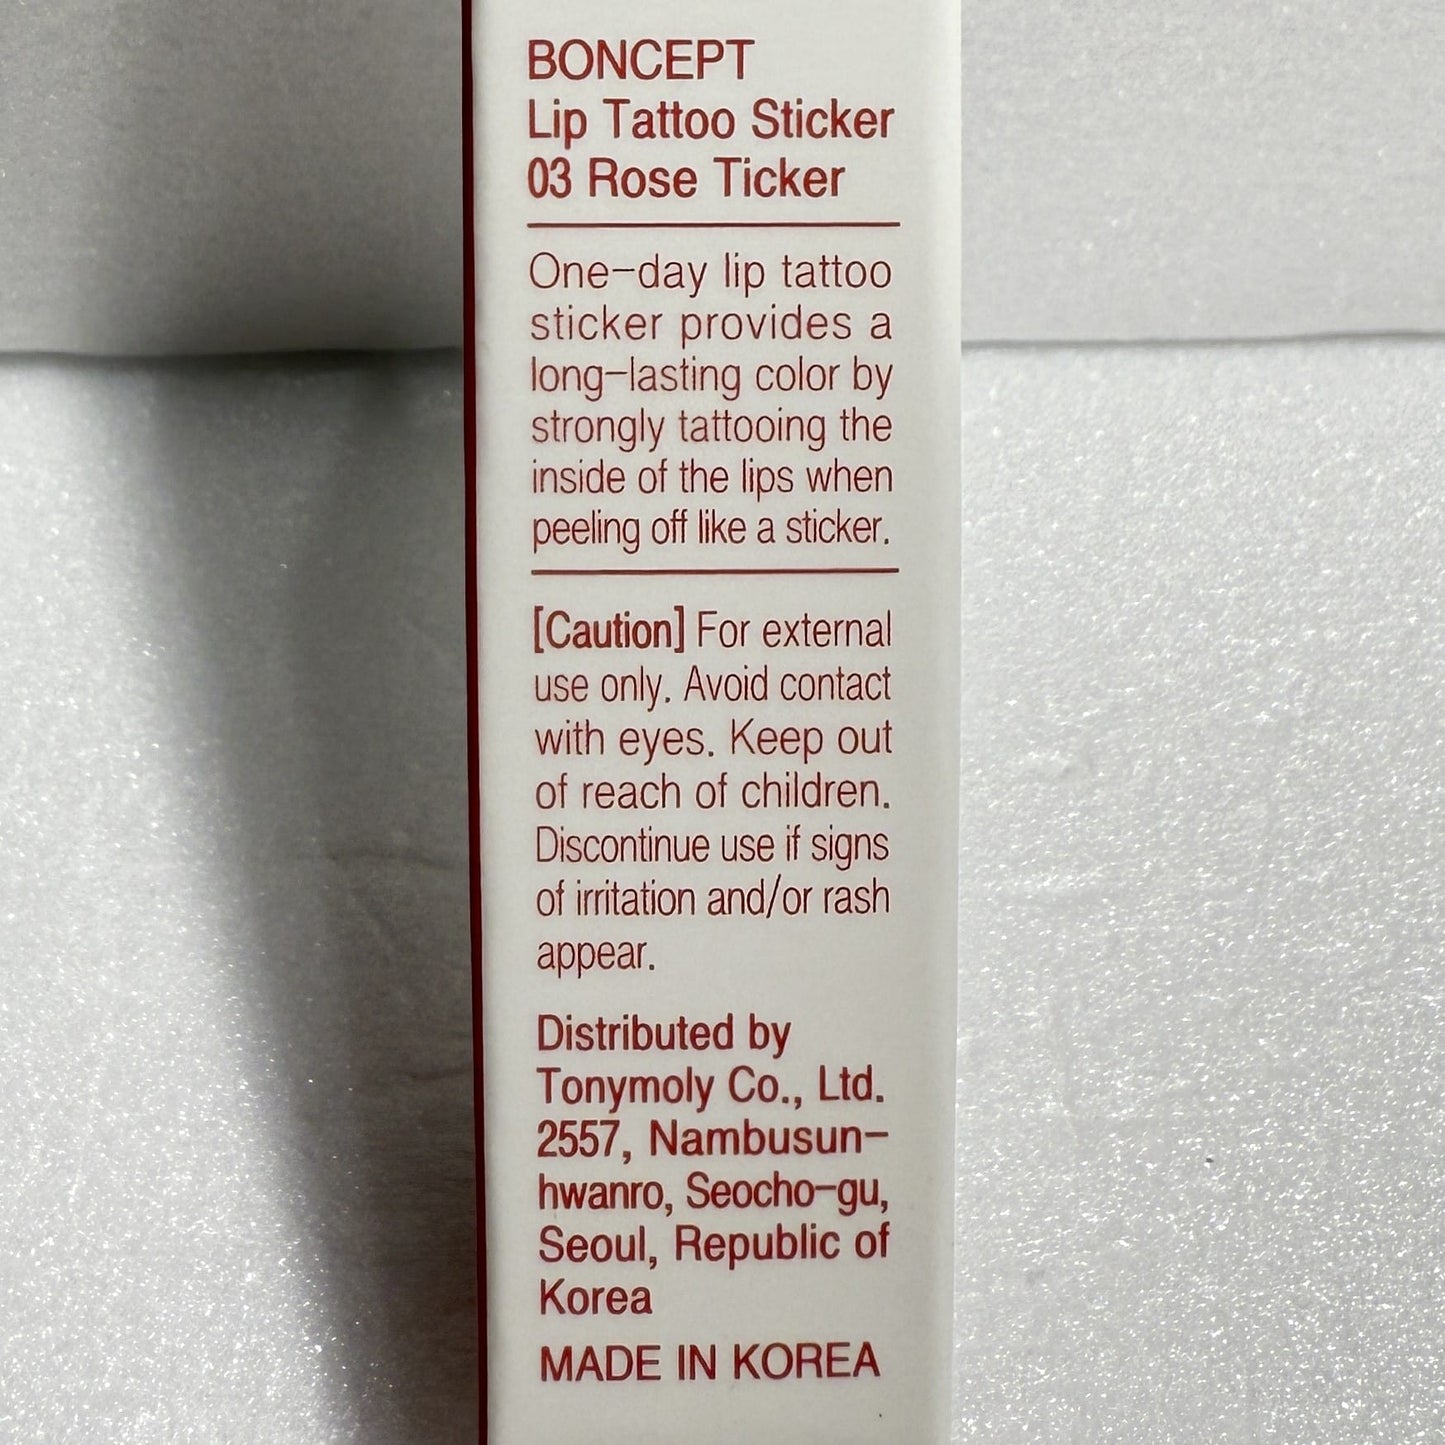 BONCEPT
Lip Tattoo Sticker
03 Rose Ticker
One-day lip tattoo
sticker provides a
long-lasting color by
strongly tattooing the
inside of the lips when
peeling off like a sticker.
[Caution] For external
use only. Avoid contact
with eyes. Keep out
of reach of children.
Discontinue use if signs
of irritation and/or rash
appear.
Distributed by
Tonymoly Co., Ltd.
2557, Nambusun-
hwanro, Seocho-gu,
Seoul, Republic of
Korea
MADE IN KOREA